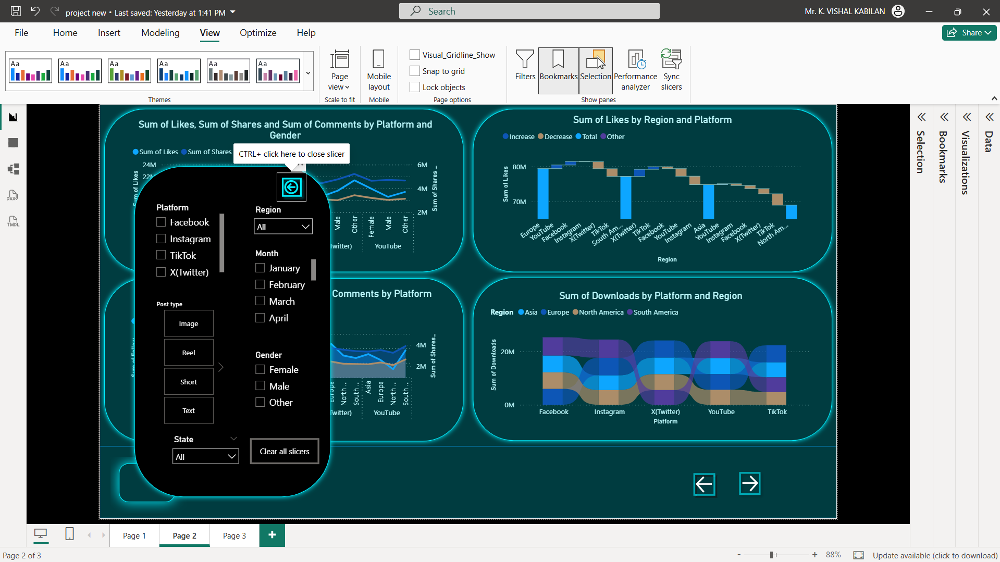 project new • Last saved: Yesterday at 1:41 PM
Search
Mr. K. VISHAL KABILAN
File Home Insert Modeling View Optimize Help
Share
Aa Aa Aa Aa Aa Aa
Themes
Page view
Scale to fit
Mobile layout
Mobile
Visual_Gridline_Show
Snap to grid
Lock objects
Page options
Filters
Bookmarks
Selection
Performance analyzer
Sync slicers
Show panes
DAX
TMDL
Sum of Likes, Sum of Shares and Sum of Comments by Platform and
Gender
Sum of Likes Sum of Shares
CTRL+ click here to close slicer
24M
6M
4M
2M
Sum of Shares ...
Male
Other
Female
Male
Other
YouTube
Platform
Facebook
Instagram
TikTok
X(Twitter)
Region
All
Month
January
February
March
April
Post type
Image
Reel
Short
Text
Gender
Female
Male
Other
State
All
Clear all slicers
Comments by Platform
4M
2M
Sum of Shares...
North ...
South ...
Asia
Europe
North ...
South ...
YouTube
Sum of Likes by Region and Platform
Increase Decrease Total Other
Sum of Likes
80M
70M
Europe
YouTube
Facebook
Instagram
X(Twitter)
TikTok
South Am...
X(Twitter)
TikTok
Facebook
YouTube
Instagram
Asia
YouTube
Instagram
Facebook
X(Twitter)
TikTok
North Am...
Region
Sum of Downloads by Platform and Region
Region Asia Europe North America South America
Sum of Downloads
20M
0M
Facebook Instagram X(Twitter) YouTube TikTok
Platform
Selection
Bookmarks
Visualizations
Data
Page 1 Page 2 Page 3 +
Page 2 of 3
- + 88%
Update available (click to download)